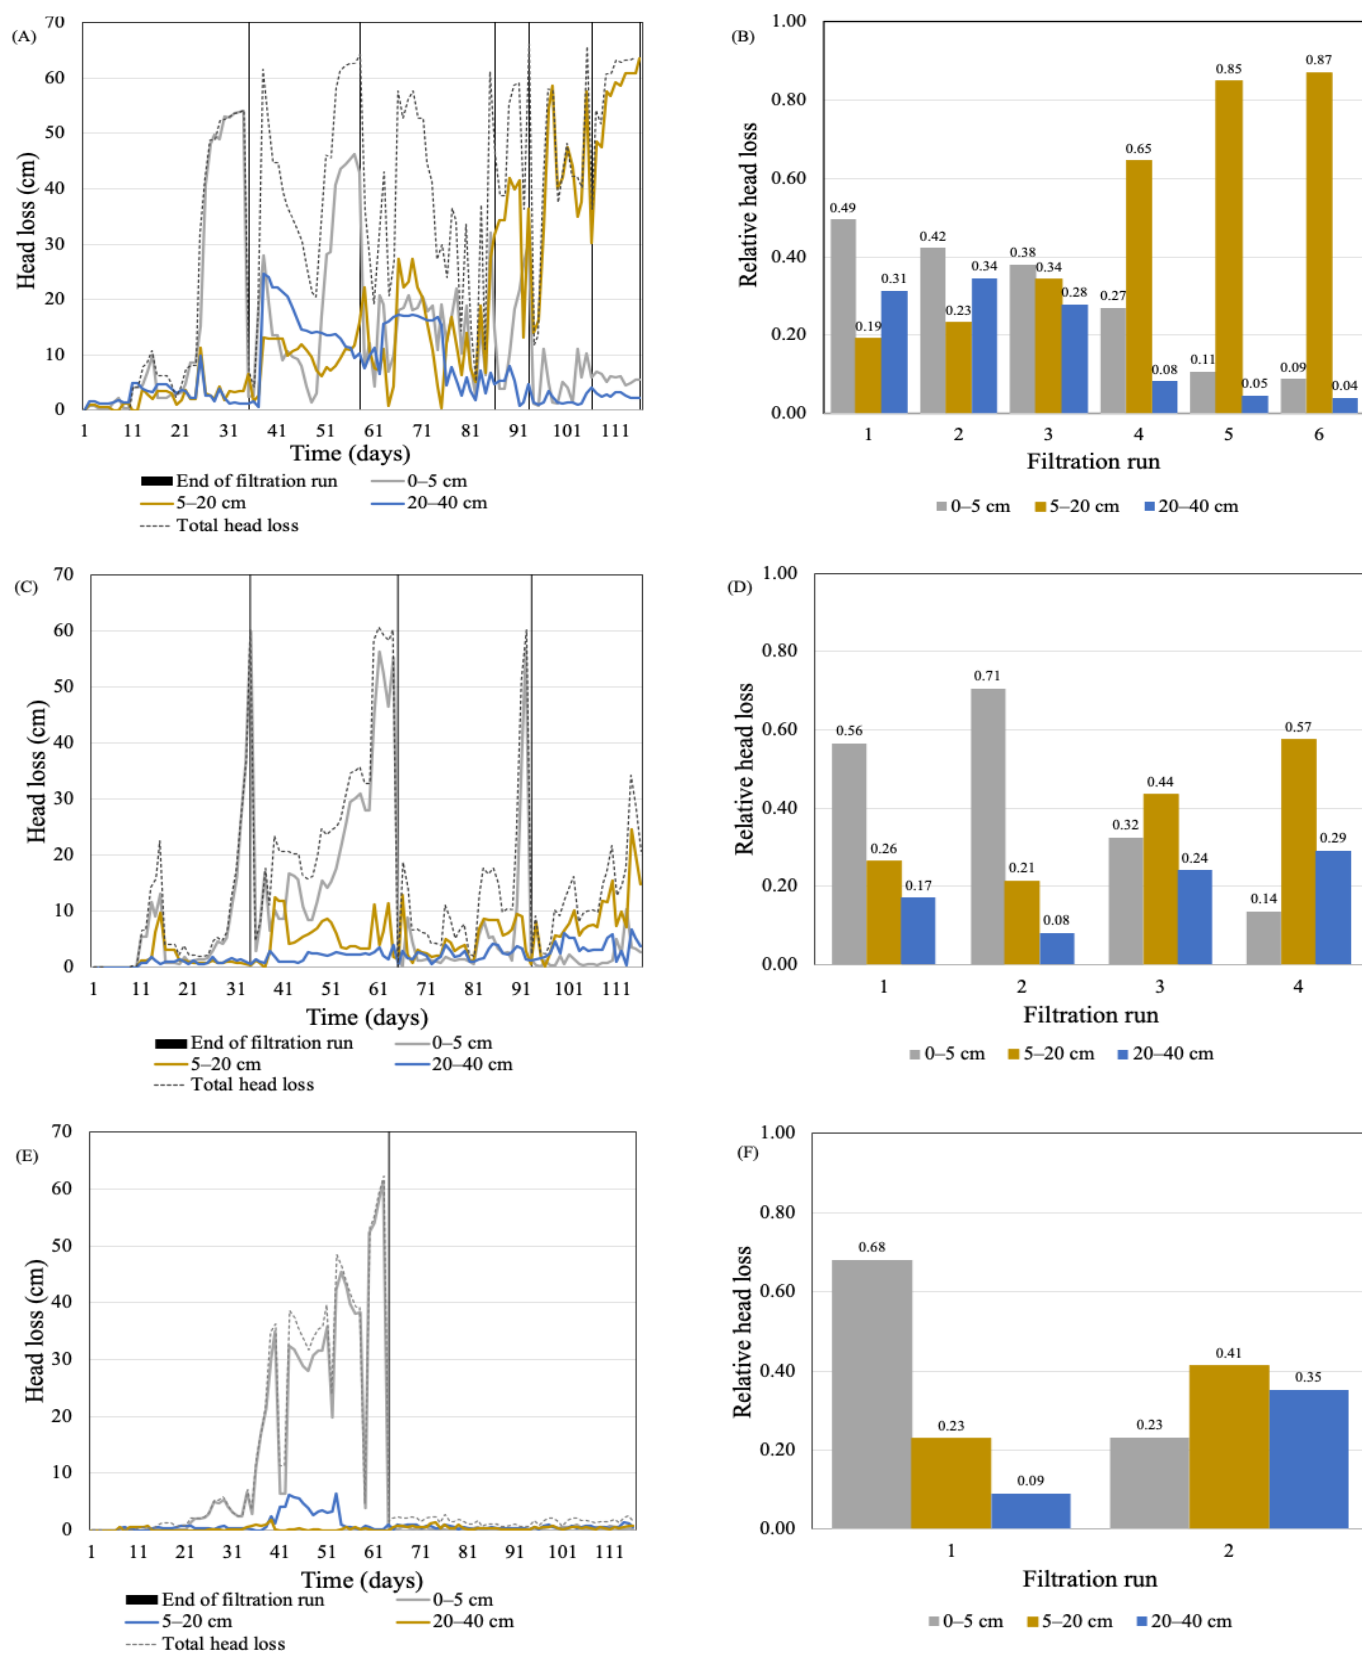 (A)
70
60
50
40
30
20
10
0
Head loss (cm)
1 11 21 31 41 51 61 71 81 91 101 111
Time (days)
End of filtration run 0–5 cm
5–20 cm 20–40 cm
Total head loss
(B)
1.00
0.80
0.60
0.40
0.20
0.00
Relative head loss
0.49 0.19 0.31 0.42 0.23 0.34 0.38 0.34 0.28 0.27 0.65 0.08 0.11 0.85 0.05 0.09 0.87 0.04
1 2 3 4 5 6
Filtration run
0–5 cm 5–20 cm 20–40 cm
(C)
70
60
50
40
30
20
10
0
Head loss (cm)
1 11 21 31 41 51 61 71 81 91 101 111
Time (days)
End of filtration run 0–5 cm
5–20 cm 20–40 cm
Total head loss
(D)
1.00
0.80
0.60
0.40
0.20
0.00
Relative head loss
0.56 0.26 0.17 0.71 0.21 0.08 0.32 0.44 0.24 0.14 0.57 0.29
1 2 3 4
Filtration run
0–5 cm 5–20 cm 20–40 cm
(E)
70
60
50
40
30
20
10
0
Head loss (cm)
1 11 21 31 41 51 61 71 81 91 101 111
Time (days)
End of filtration run 0–5 cm
5–20 cm 20–40 cm
Total head loss
(F)
1.00
0.80
0.60
0.40
0.20
0.00
Relative head loss
0.68 0.23 0.09 0.23 0.41 0.35
1 2
Filtration run
0–5 cm 5–20 cm 20–40 cm